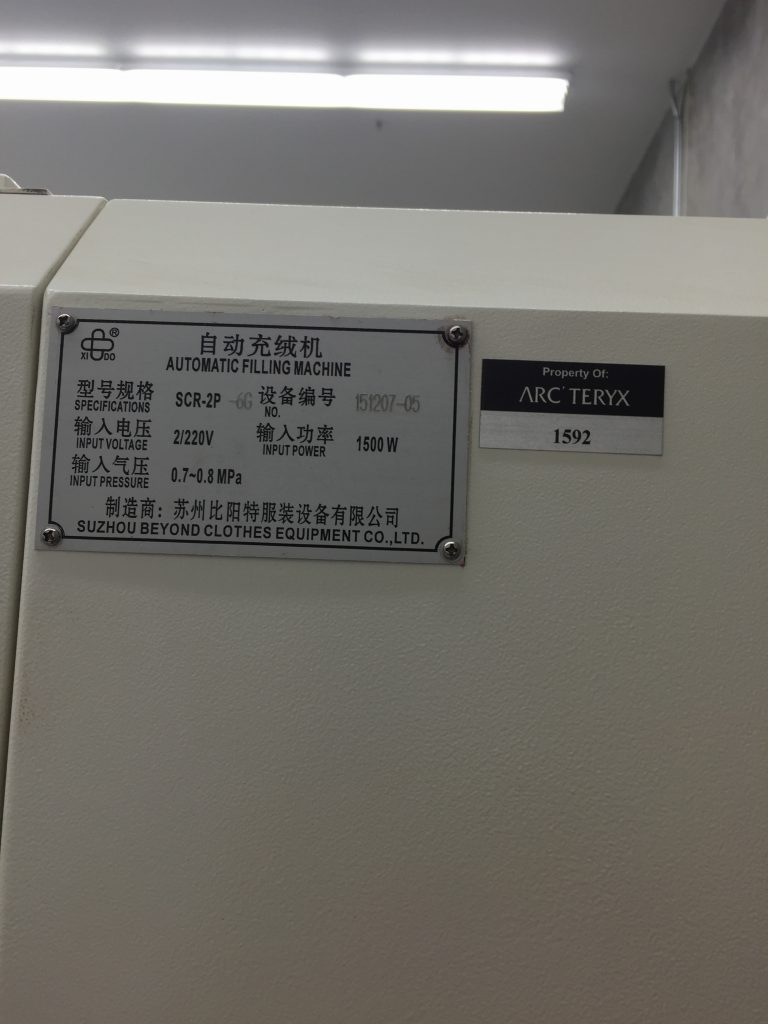 XI DO ®
自动充绒机
AUTOMATIC FILLING MACHINE
型号规格 SCR-2P -6G 设备编号 151207-05
SPECIFICATIONS NO.
输入电压 2/220V 输入功率 1500 W
INPUT VOLTAGE INPUT POWER
输入气压 0.7~0.8 MPa
INPUT PRESSURE
制造商：苏州比阳特服装设备有限公司
SUZHOU BEYOND CLOTHES EQUIPMENT CO.,LTD.
Property Of:
ARC'TERYX
1592